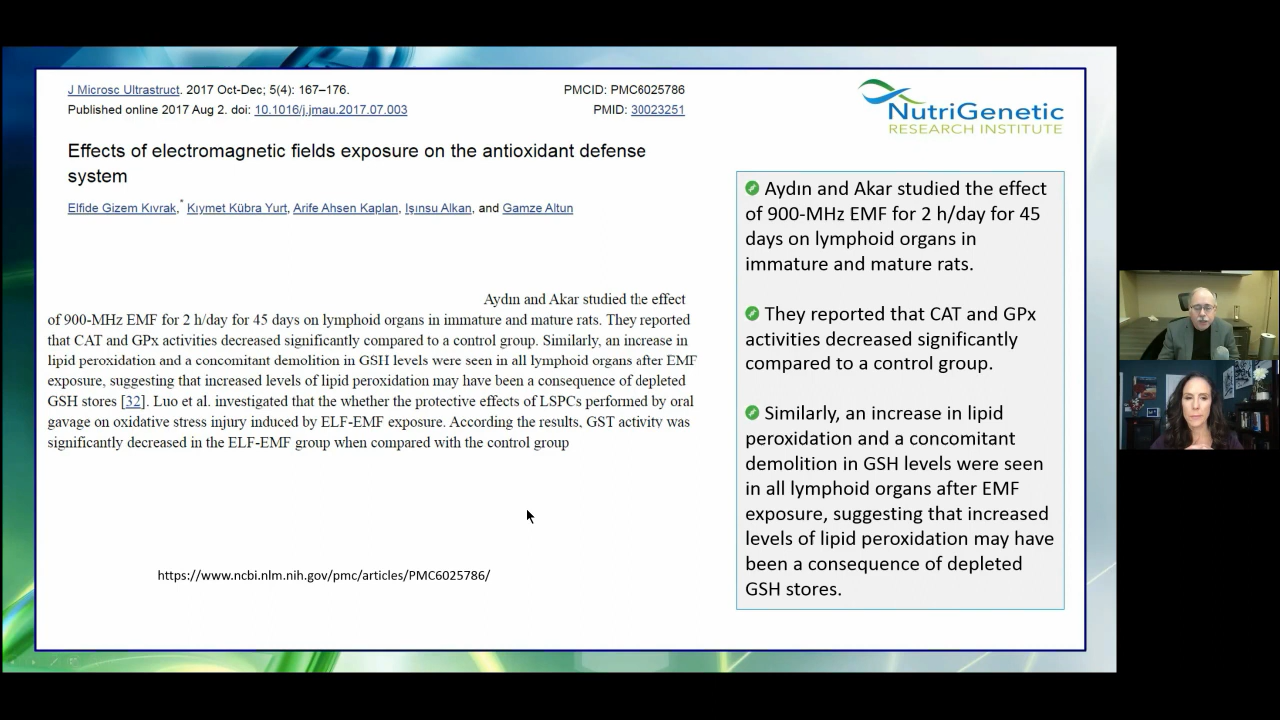 J Microsc Ultrastruct. 2017 Oct-Dec; 5(4): 167–176.
Published online 2017 Aug 2. doi: 10.1016/j.jmau.2017.07.003
PMCID: PMC6025786
PMID: 30023251
NutriGenetic
RESEARCH INSTITUTE
Effects of electromagnetic fields exposure on the antioxidant defense
system
Elfide Gizem Kıvrak,* Kıymet Kübra Yurt, Arife Ahsen Kaplan, Işınsu Alkan, and Gamze Altun
Aydın and Akar studied the effect
of 900-MHz EMF for 2 h/day for 45 days on lymphoid organs in immature and mature rats. They reported
that CAT and GPx activities decreased significantly compared to a control group. Similarly, an increase in
lipid peroxidation and a concomitant demolition in GSH levels were seen in all lymphoid organs after EMF
exposure, suggesting that increased levels of lipid peroxidation may have been a consequence of depleted
GSH stores [32]. Luo et al. investigated that the whether the protective effects of LSPCs performed by oral
gavage on oxidative stress injury induced by ELF-EMF exposure. According the results, GST activity was
significantly decreased in the ELF-EMF group when compared with the control group
https://www.ncbi.nlm.nih.gov/pmc/articles/PMC6025786/
Aydın and Akar studied the effect
of 900-MHz EMF for 2 h/day for 45
days on lymphoid organs in
immature and mature rats.
They reported that CAT and GPx
activities decreased significantly
compared to a control group.
Similarly, an increase in lipid
peroxidation and a concomitant
demolition in GSH levels were seen
in all lymphoid organs after EMF
exposure, suggesting that increased
levels of lipid peroxidation may have
been a consequence of depleted
GSH stores.